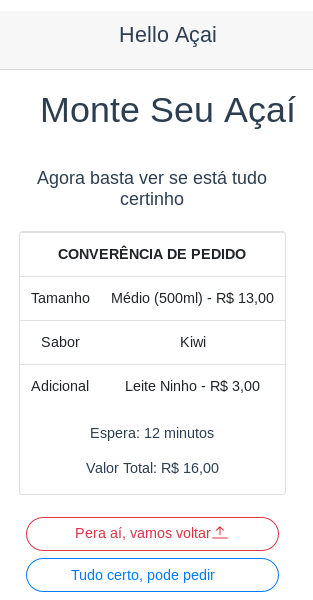 Hello Açai
Monte Seu Açaí
Agora basta ver se está tudo
certinho
CONVERÊNCIA DE PEDIDO
Tamanho Médio (500ml) - R$ 13,00
Sabor Kiwi
Adicional Leite Ninho - R$ 3,00
Espera: 12 minutos
Valor Total: R$ 16,00
Pera aí, vamos voltar
Tudo certo, pode pedir